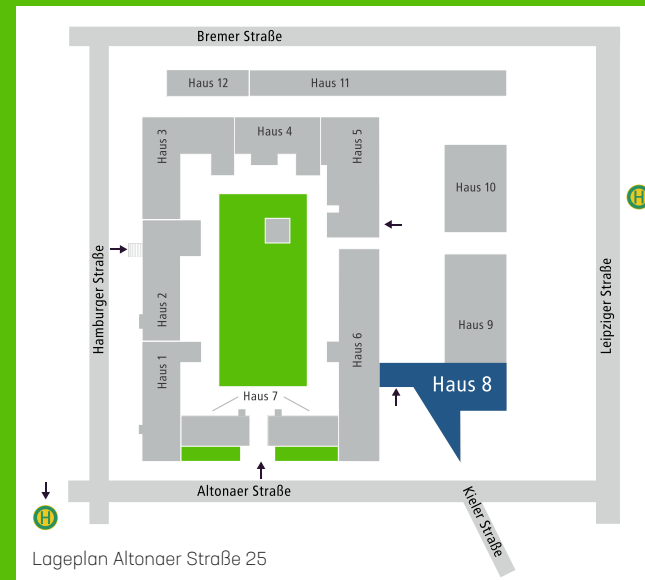 Bremer Straße
Haus 12
Haus 11
Haus 3
Haus 4
Haus 5
Haus 10
H
Hamburger Straße
Leipziger Straße
Haus 2
Haus 9
Haus 1
Haus 6
Haus 8
Haus 7
Altonaer Straße
Kieler Straße
H
Lageplan Altonaer Straße 25